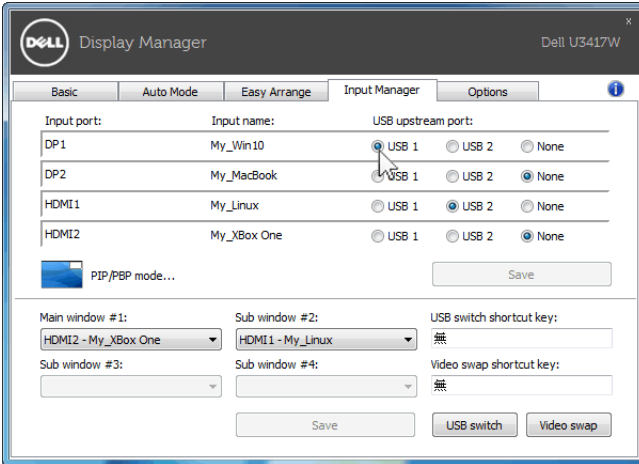 DELL Display Manager Dell U3417W
x
Basic Auto Mode Easy Arrange Input Manager Options i
Input port: Input name: USB upstream port:
DP1 My_Win10 USB 1 USB 2 None
DP2 My_MacBook USB 1 USB 2 None
HDMI1 My_Linux USB 1 USB 2 None
HDMI2 My_XBox One USB 1 USB 2 None
PIP/PBP mode... Save
Main window #1: Sub window #2: USB switch shortcut key:
HDMI2 - My_XBox One HDMI1 - My_Linux 無
Sub window #3: Sub window #4: Video swap shortcut key:
無
Save USB switch Video swap